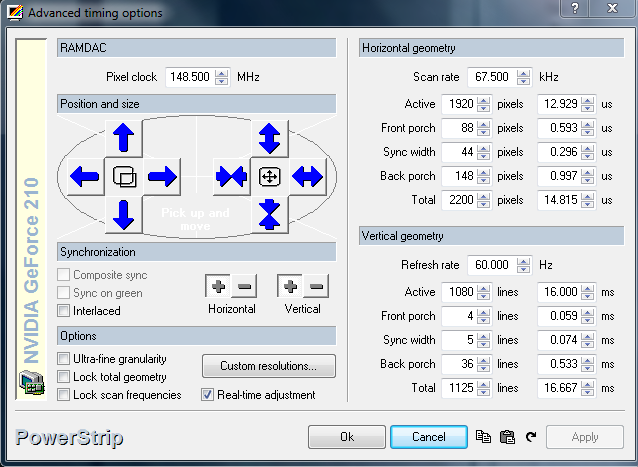 Advanced timing options
?
NVIDIA GeForce 210
RAMDAC
Pixel clock 148.500 MHz
Position and size
Pick up and
move
Synchronization
Composite sync
Sync on green
Interlaced
+ − + −
Horizontal Vertical
Options
Ultra-fine granularity
Lock total geometry
Lock scan frequencies
Custom resolutions...
Real-time adjustment
Horizontal geometry
Scan rate 67.500 kHz
Active 1920 pixels 12.929 us
Front porch 88 pixels 0.593 us
Sync width 44 pixels 0.296 us
Back porch 148 pixels 0.997 us
Total 2200 pixels 14.815 us
Vertical geometry
Refresh rate 60.000 Hz
Active 1080 lines 16.000 ms
Front porch 4 lines 0.059 ms
Sync width 5 lines 0.074 ms
Back porch 36 lines 0.533 ms
Total 1125 lines 16.667 ms
PowerStrip
Ok Cancel Apply